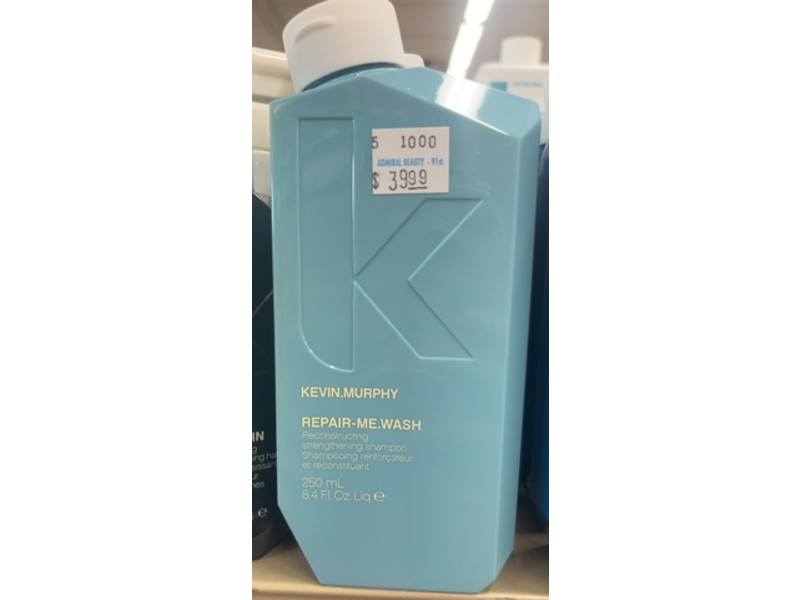 5 1000
ADMIRAL BEAUTY - 91st
$ 39.99
K
KEVIN.MURPHY
REPAIR-ME.WASH
Reconstructing
strengthening shampoo
Shampooing renforçateur
et reconstituant
250 mL
8.4 Fl. Oz. Liq. e
IN